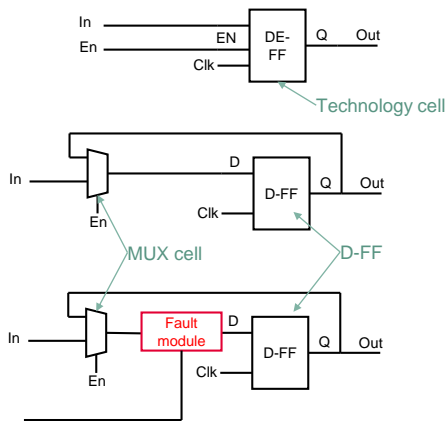 In
EN
DE-
FF
Q
Out
En
Clk
Technology cell
D
Q
Out
In
D-FF
Clk
En
MUX cell
D-FF
Fault
module
D
Q
Out
In
D-FF
Clk
En